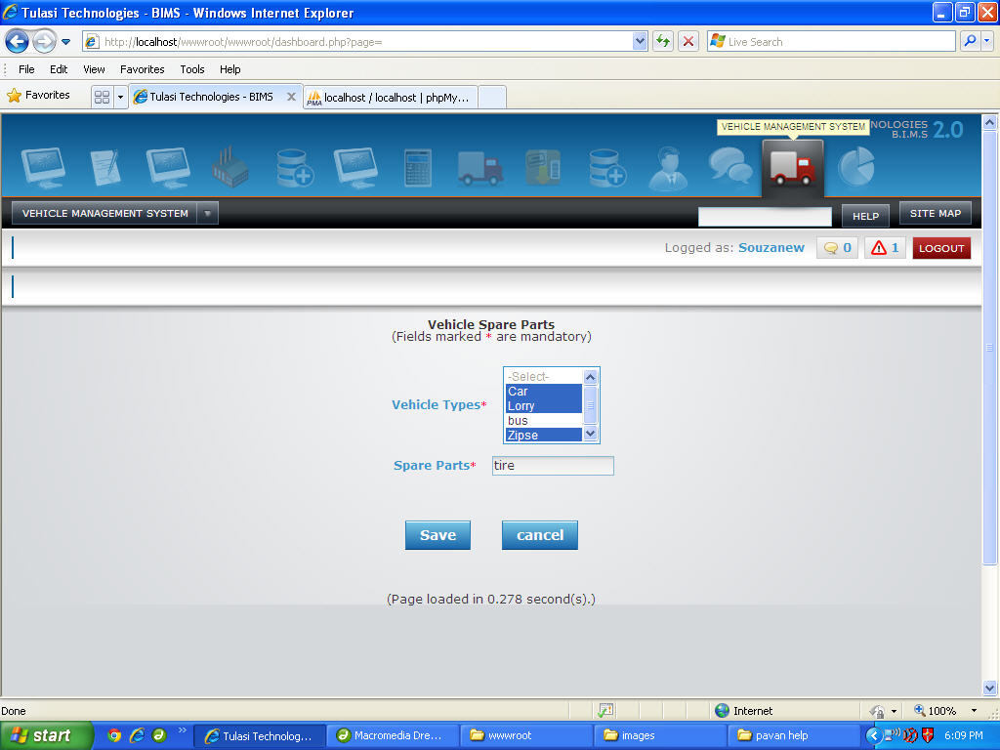 Tulasi Technologies - BIMS - Windows Internet Explorer
http://localhost/wwwroot/wwwroot/dashboard.php?page=
Live Search
File Edit View Favorites Tools Help
Favorites
Tulasi Technologies - BIMS
PMA localhost / localhost | phpMy...
VEHICLE MANAGEMENT SYSTEM
NOLOGIES
B.I.M.S
2.0
VEHICLE MANAGEMENT SYSTEM
HELP
SITE MAP
Logged as: Souzanew
0
1
LOGOUT
Vehicle Spare Parts
(Fields marked * are mandatory)
Vehicle Types*
-Select-
Car
Lorry
bus
Zipse
Spare Parts*
tire
Save
cancel
(Page loaded in 0.278 second(s).)
Done
Internet
100%
start
Tulasi Technolog...
Macromedia Dre...
wwwroot
images
pavan help
6:09 PM